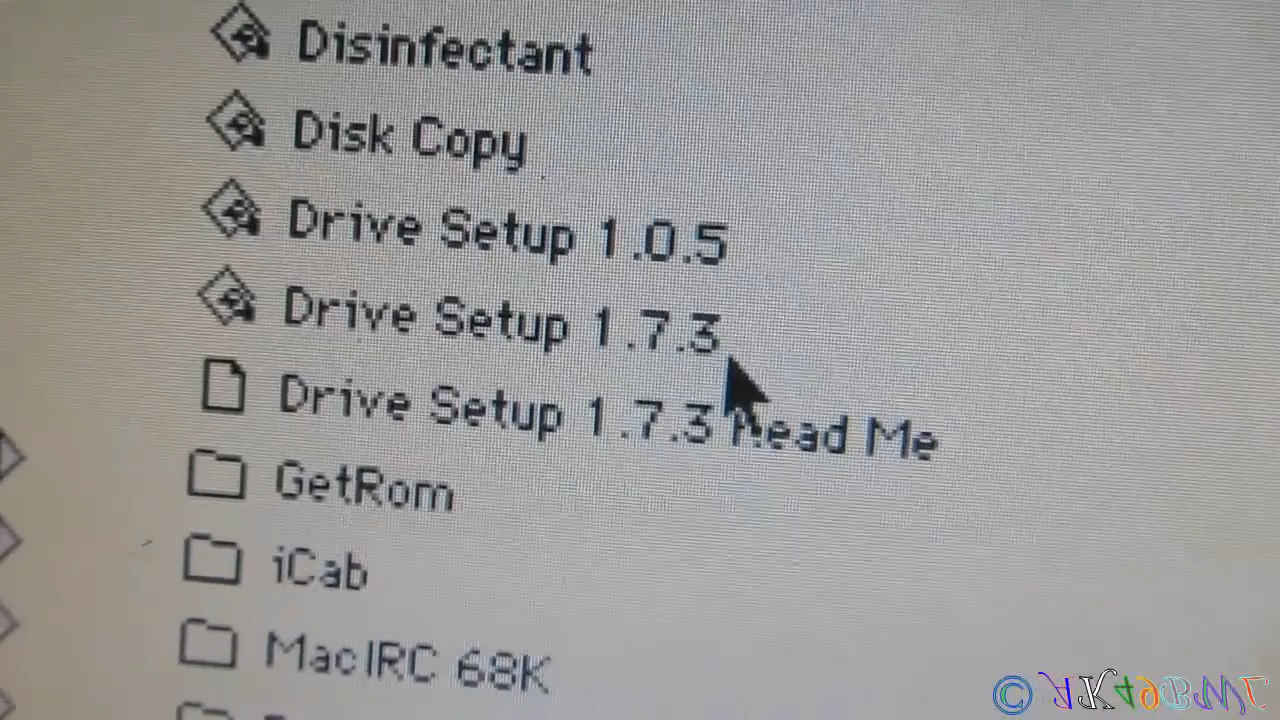 Disinfectant
Disk Copy
Drive Setup 1.0.5
Drive Setup 1.7.3
Drive Setup 1.7.3 Read Me
GetRom
iCab
MacIRC 68K